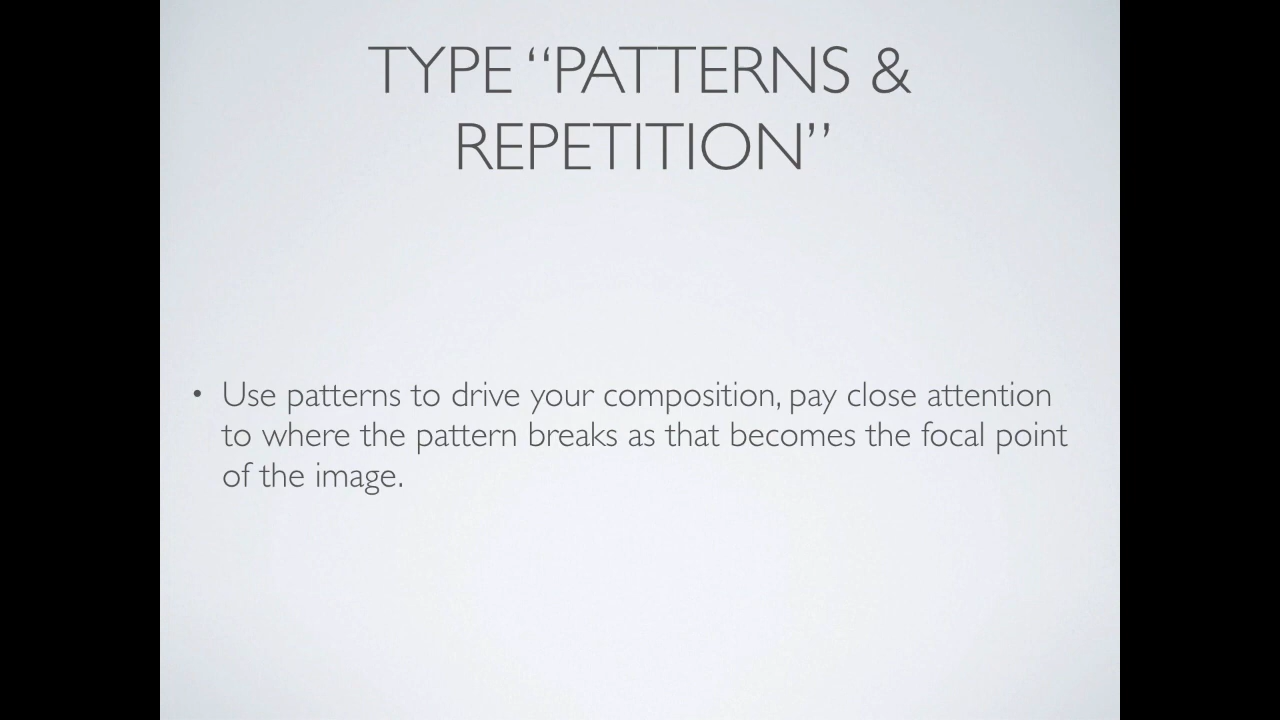 TYPE “PATTERNS &
REPETITION”
• Use patterns to drive your composition, pay close attention
to where the pattern breaks as that becomes the focal point
of the image.